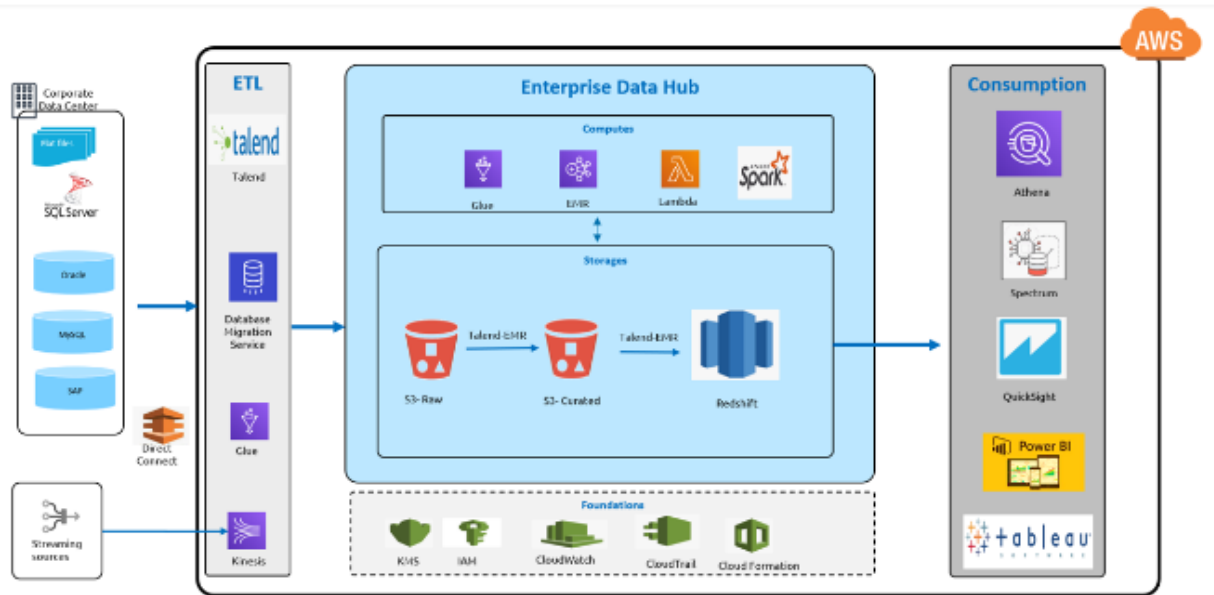 AWS
Corporate
Data Center
Flat files
SQL Server
Oracle
MySQL
SAP
Direct
Connect
Streaming
sources
ETL
talend
Talend
Database
Migration
Service
Glue
Kinesis
Enterprise Data Hub
Computes
Glue
EMR
Lambda
Spark
Storages
Talend-EMR
Talend-EMR
S3- Raw
S3- Curated
Redshift
Foundations
KMS
IAM
CloudWatch
CloudTrail
Cloud Formation
Consumption
Athena
Spectrum
QuickSight
Power BI
tableau
SOFTWARE